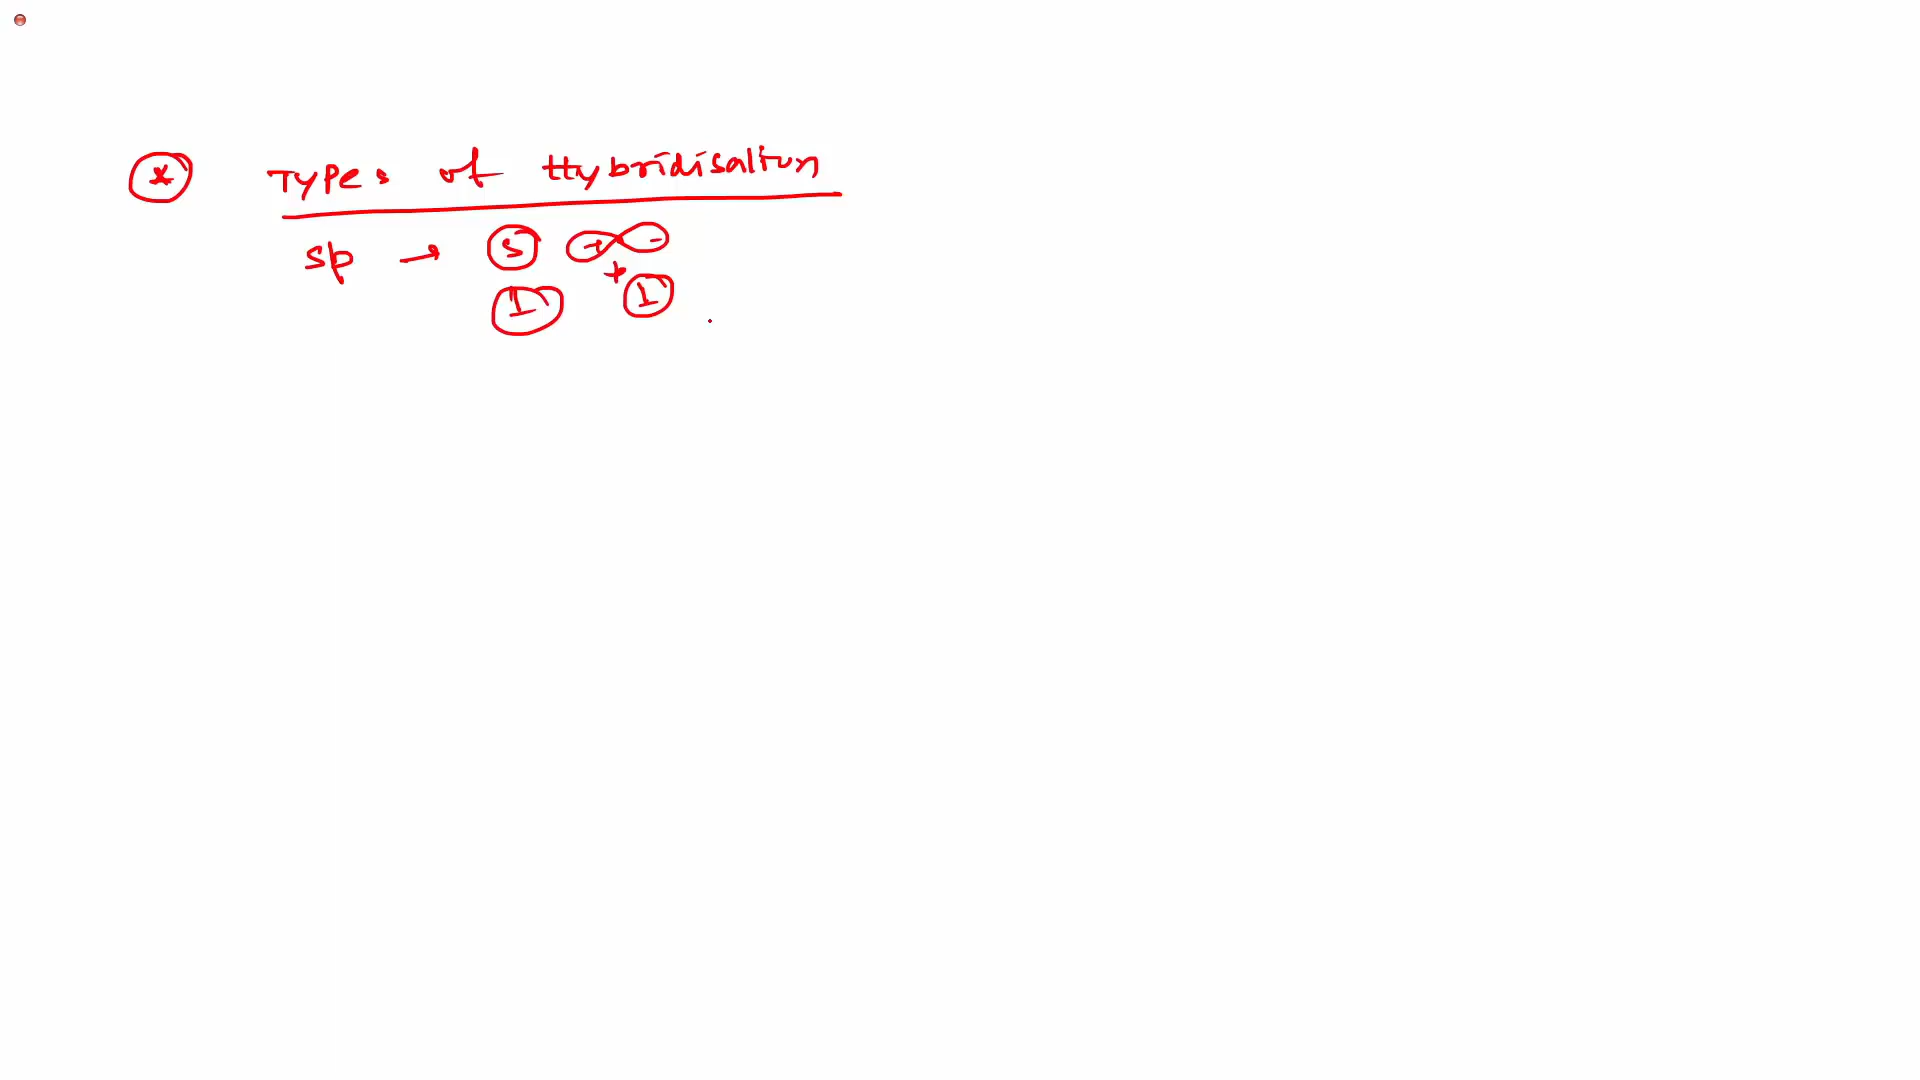 * Types of Hybridisation
sp → s + -
1 + 1